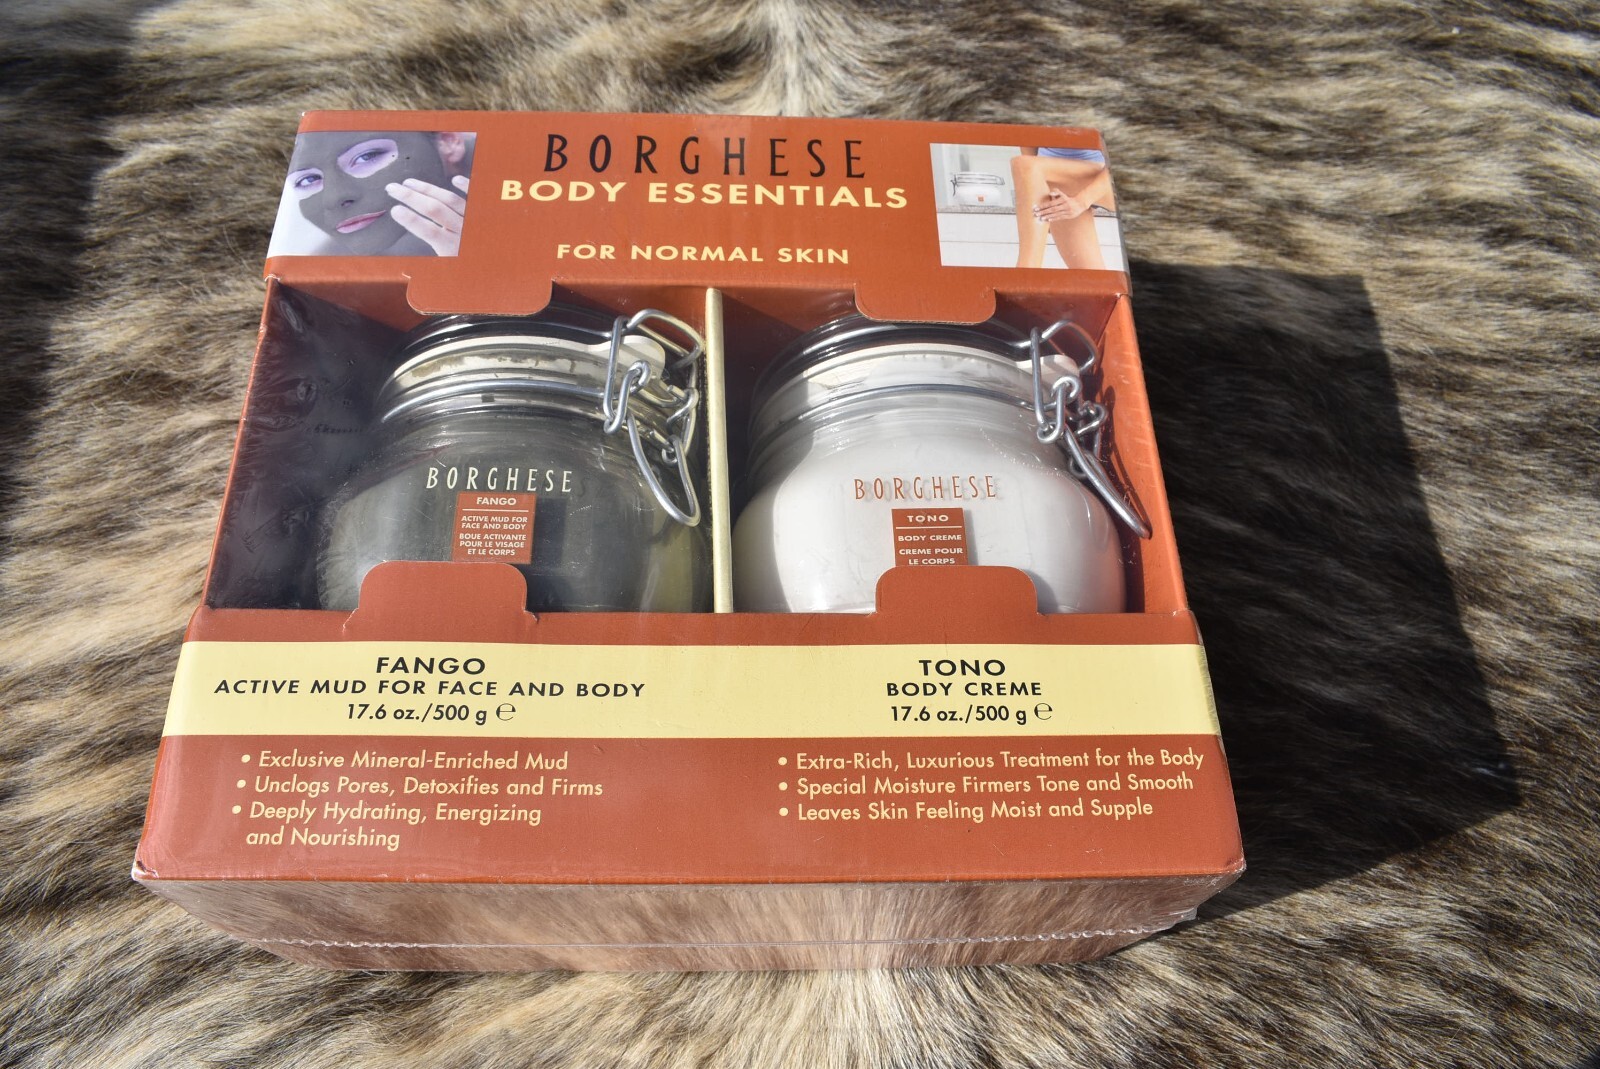 BORGHESE
BODY ESSENTIALS
FOR NORMAL SKIN
BORGHESE
FANGO
ACTIVE MUD FOR
FACE AND BODY
BOUE ACTIVANTE
POUR LE VISAGE
ET LE CORPS
BORGHESE
TONO
BODY CREME
CREME POUR
LE CORPS
FANGO
ACTIVE MUD FOR FACE AND BODY
17.6 oz./500 g ℮
TONO
BODY CREME
17.6 oz./500 g ℮
• Exclusive Mineral-Enriched Mud
• Unclogs Pores, Detoxifies and Firms
• Deeply Hydrating, Energizing
and Nourishing
• Extra-Rich, Luxurious Treatment for the Body
• Special Moisture Firmers Tone and Smooth
• Leaves Skin Feeling Moist and Supple